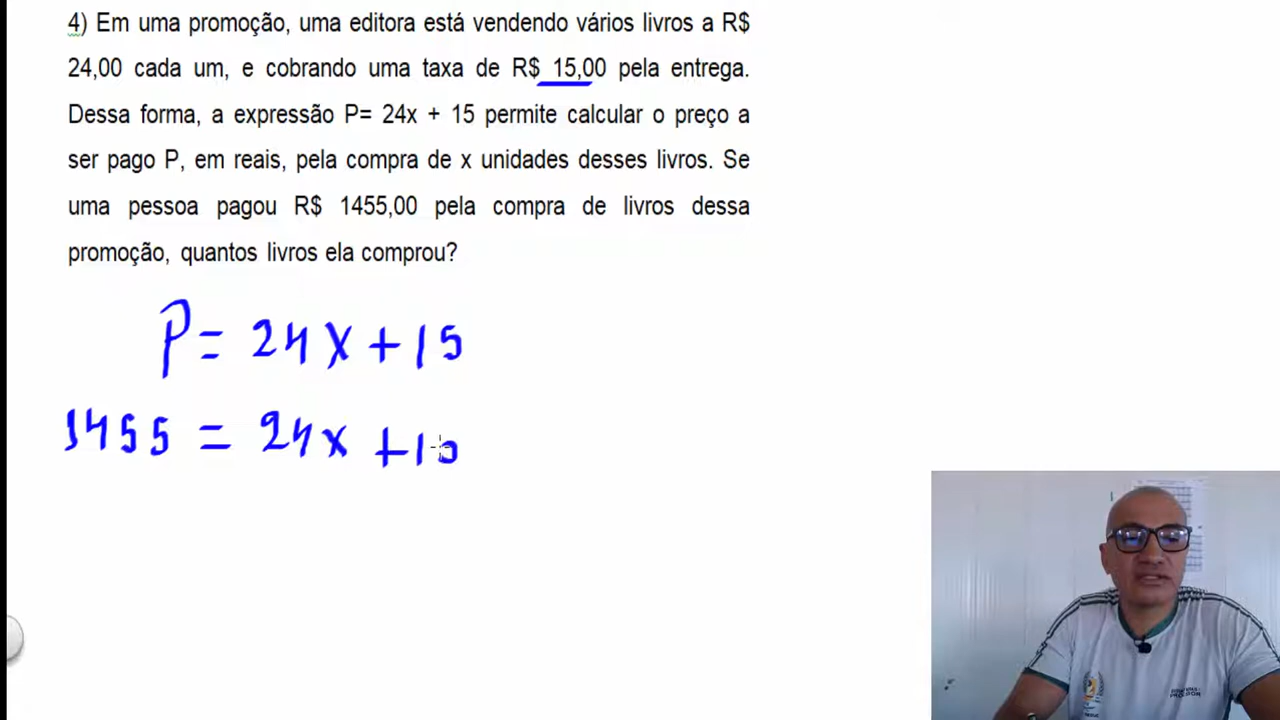 4) Em uma promoção, uma editora está vendendo vários livros a R$
24,00 cada um, e cobrando uma taxa de R$ 15,00 pela entrega.
Dessa forma, a expressão P= 24x + 15 permite calcular o preço a
ser pago P, em reais, pela compra de x unidades desses livros. Se
uma pessoa pagou R$ 1455,00 pela compra de livros dessa
promoção, quantos livros ela comprou?
P = 24x + 15
1455 = 24x + 15